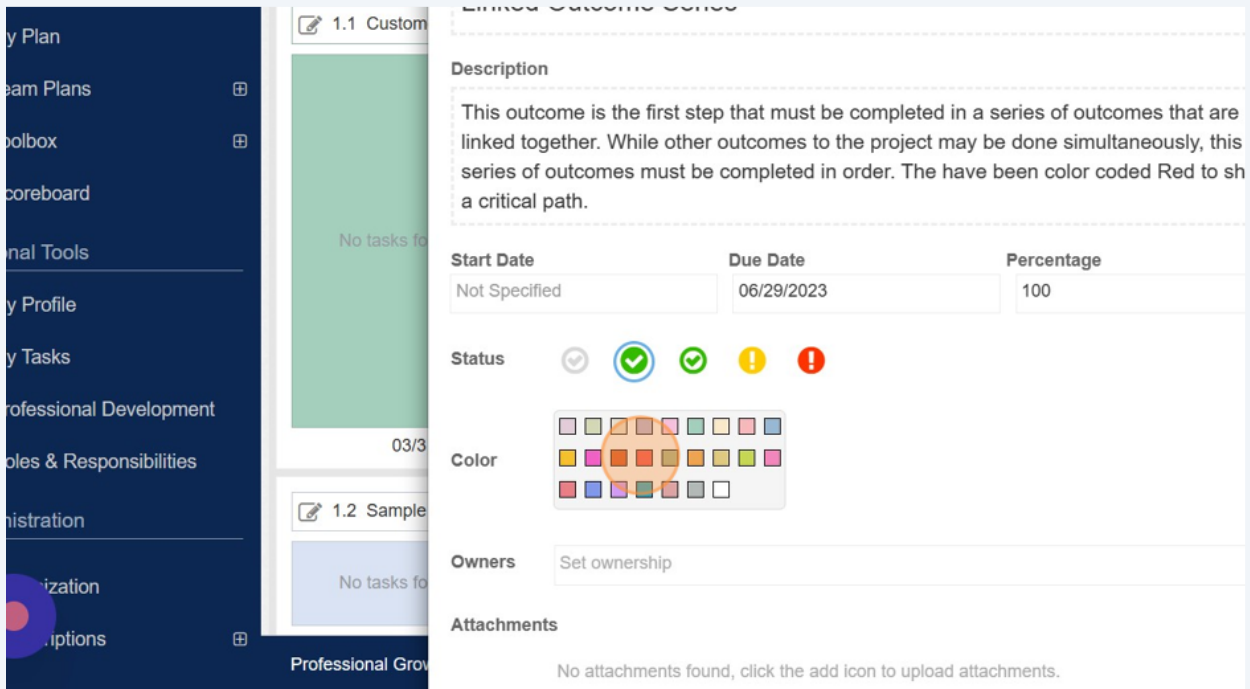 y Plan
eam Plans
oolbox
coreboard
onal Tools
y Profile
y Tasks
rofessional Development
oles & Responsibilities
nistration
ization
iptions
1.1 Custom
No tasks fo
03/3
1.2 Sample
No tasks fo
Professional Grow
Linked Outcome Series
Description
This outcome is the first step that must be completed in a series of outcomes that are
linked together. While other outcomes to the project may be done simultaneously, this
series of outcomes must be completed in order. The have been color coded Red to sh
a critical path.
Start Date
Due Date
Percentage
Not Specified
06/29/2023
100
Status
Color
Owners
Set ownership
Attachments
No attachments found, click the add icon to upload attachments.